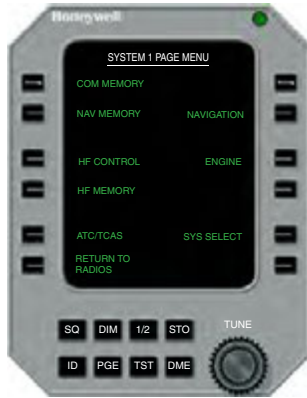 Honeywell
SYSTEM 1 PAGE MENU
COM MEMORY
NAV MEMORY NAVIGATION
HF CONTROL ENGINE
HF MEMORY
ATC/TCAS SYS SELECT
RETURN TO
RADIOS
SQ DIM 1/2 STO TUNE
ID PGE TST DME